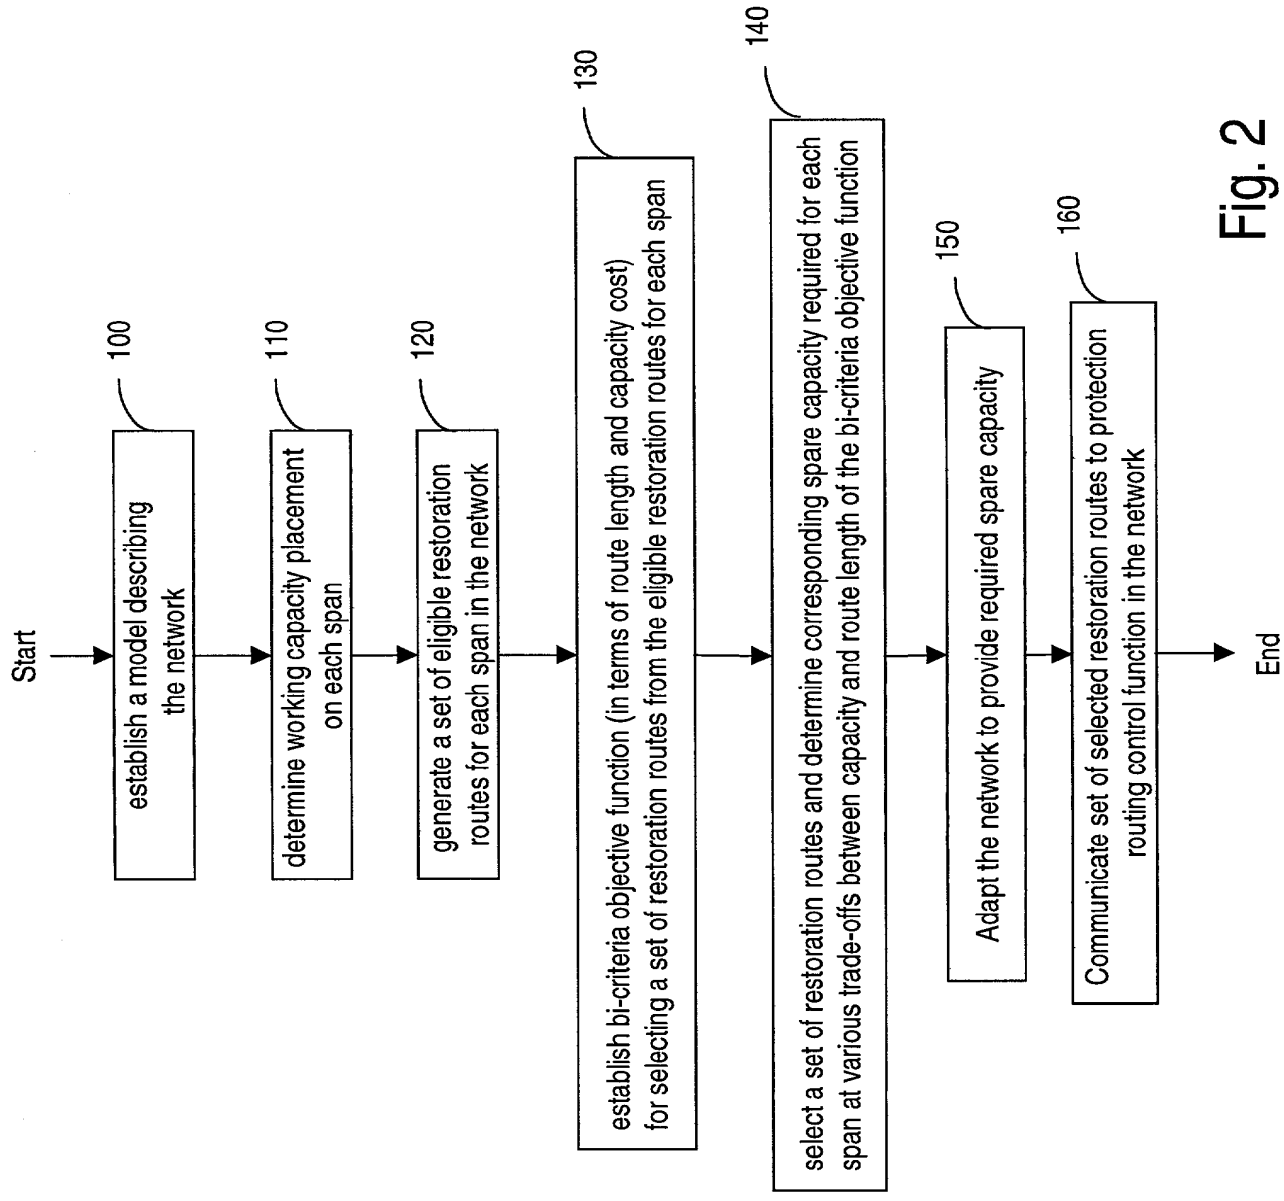 Start
100
establish a model describing
the network
110
determine working capacity placement
on each span
120
generate a set of eligible restoration
routes for each span in the network
130
establish bi-criteria objective function (in terms of route length and capacity cost)
for selecting a set of restoration routes from the eligible restoration routes for each span
140
select a set of restoration routes and determine corresponding spare capacity required for each
span at various trade-offs between capacity and route length of the bi-criteria objective function
150
Adapt the network to provide required spare capacity
160
Communicate set of selected restoration routes to protection
routing control function in the network
End
Fig. 2